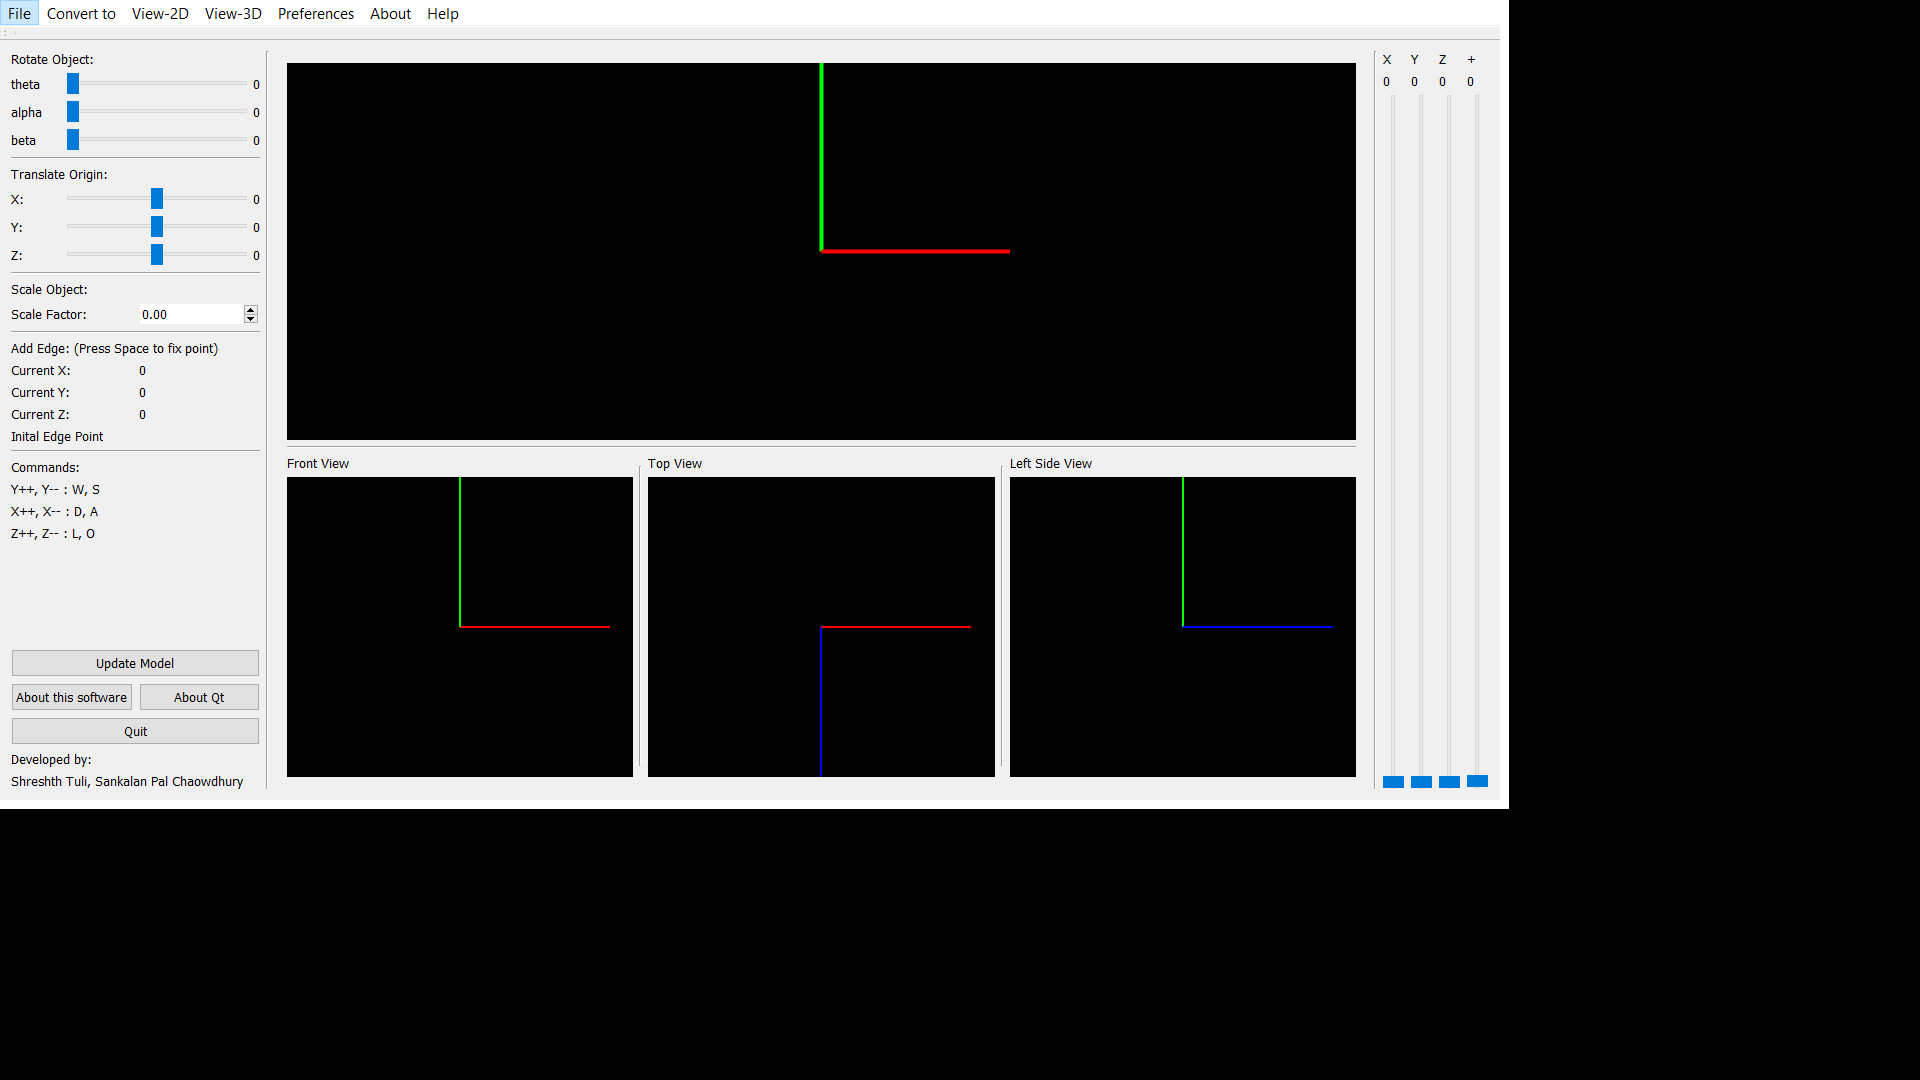 File Convert to View-2D View-3D Preferences About Help
Rotate Object:
theta 0
alpha 0
beta 0
Translate Origin:
X: 0
Y: 0
Z: 0
Scale Object:
Scale Factor: 0.00
Add Edge: (Press Space to fix point)
Current X: 0
Current Y: 0
Current Z: 0
Inital Edge Point
Commands:
Y++, Y-- : W, S
X++, X-- : D, A
Z++, Z-- : L, O
Update Model
About this software About Qt
Quit
Developed by:
Shreshth Tuli, Sankalan Pal Chaowdhury
Front View Top View Left Side View
X Y Z +
0 0 0 0